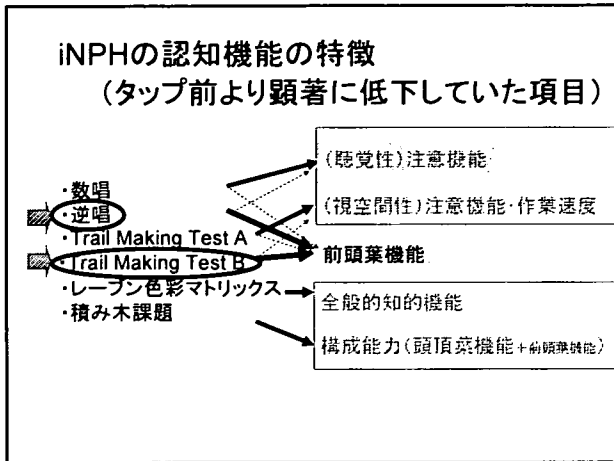 iNPHの認知機能の特徴
（タップ前より顕著に低下していた項目）
・数唱
・逆唱
・Trail Making Test A
・Trail Making Test B
・レーブン色彩マトリックス
・積み木課題
（聴覚性）注意機能
（視空間性）注意機能・作業速度
前頭葉機能
全般的知的機能
構成能力（頭頂葉機能＋前頭葉機能）